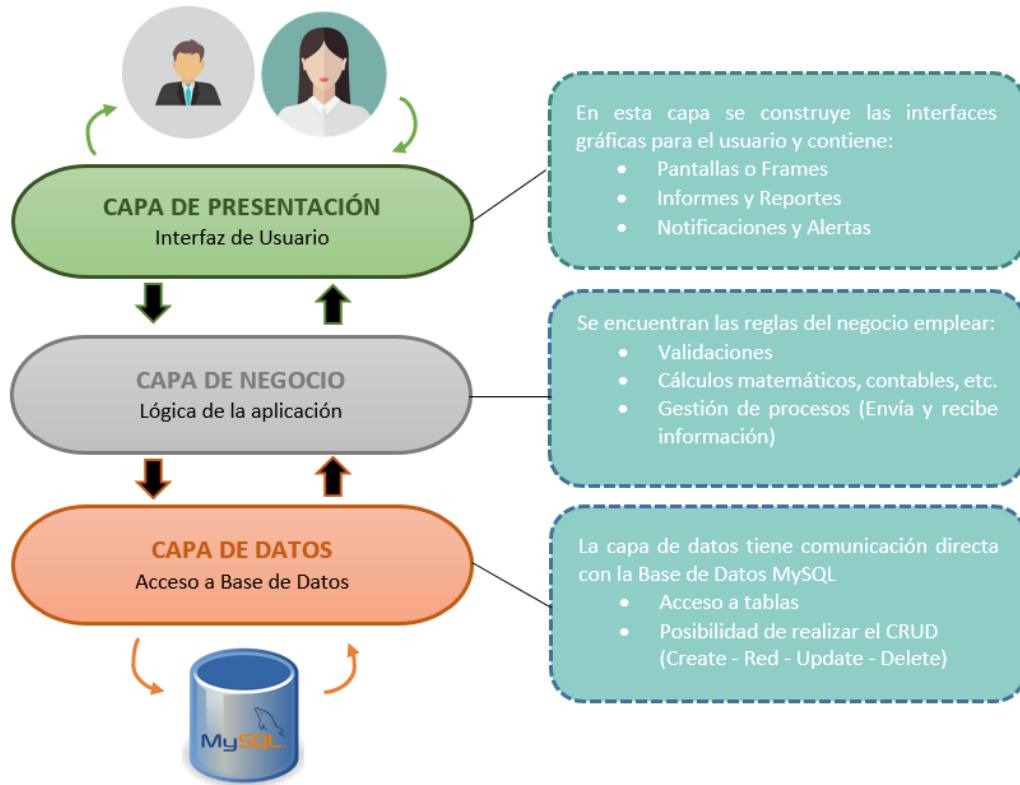 CAPA DE PRESENTACIÓN
Interfaz de Usuario
En esta capa se construye las interfaces
gráficas para el usuario y contiene:
• Pantallas o Frames
• Informes y Reportes
• Notificaciones y Alertas
CAPA DE NEGOCIO
Lógica de la aplicación
Se encuentran las reglas del negocio emplear:
• Validaciones
• Cálculos matemáticos, contables, etc.
• Gestión de procesos (Envía y recibe
información)
CAPA DE DATOS
Acceso a Base de Datos
La capa de datos tiene comunicación directa
con la Base de Datos MySQL
• Acceso a tablas
• Posibilidad de realizar el CRUD
(Create - Red - Update - Delete)
MySQL